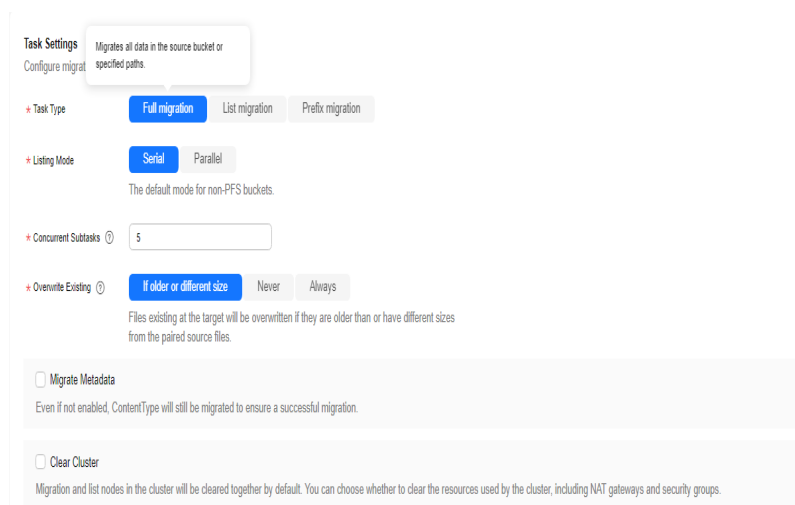 Task Settings
Migrates all data in the source bucket or
specified paths.
Configure migrat
* Task Type
Full migration
List migration
Prefix migration
* Listing Mode
Serial
Parallel
The default mode for non-PFS buckets.
* Concurrent Subtasks ?
5
* Overwrite Existing ?
If older or different size
Never
Always
Files existing at the target will be overwritten if they are older than or have different sizes
from the paired source files.
Migrate Metadata
Even if not enabled, ContentType will still be migrated to ensure a successful migration.
Clear Cluster
Migration and list nodes in the cluster will be cleared together by default. You can choose whether to clear the resources used by the cluster, including NAT gateways and security groups.